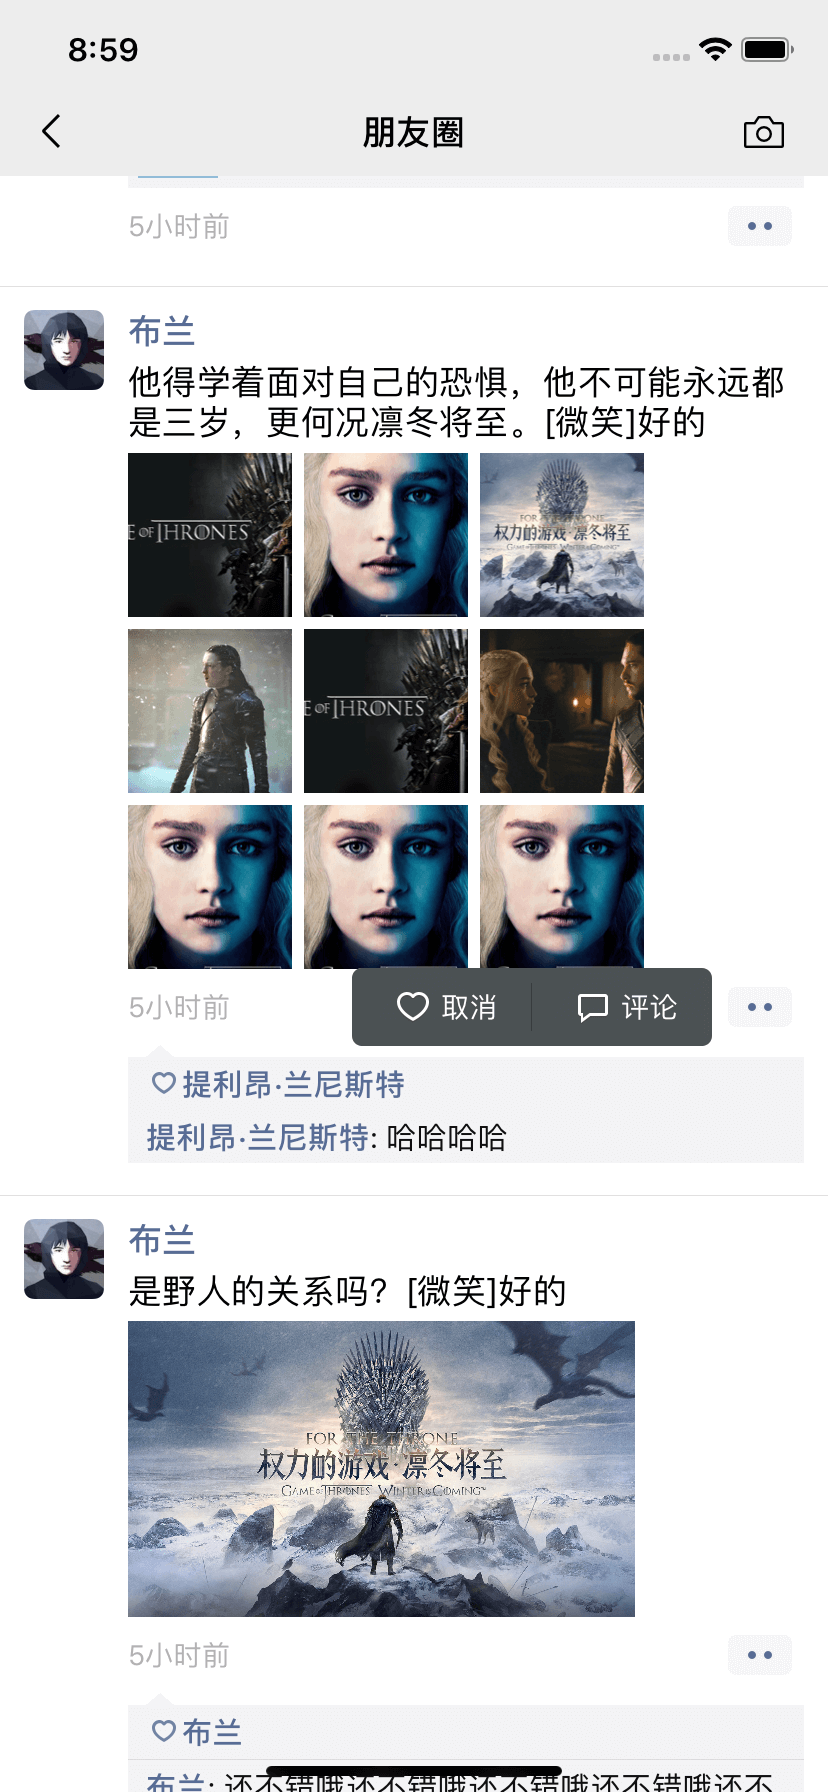 8:59
朋友圈
5小时前
布兰
他得学着面对自己的恐惧，他不可能永远都
是三岁，更何况凛冬将至。[微笑]好的
E OF THRONES
FOR THE THRONE
权力的游戏·凛冬将至
GAME OF THRONES WINTER IS COMING™
E OF THRONES
5小时前
取消
评论
提利昂·兰尼斯特
提利昂·兰尼斯特: 哈哈哈哈
布兰
是野人的关系吗？[微笑]好的
FOR THE THRONE
权力的游戏·凛冬将至
GAME OF THRONES WINTER IS COMING™
5小时前
布兰
布兰: 还不错哦还不错哦还不错哦还不错哦还不